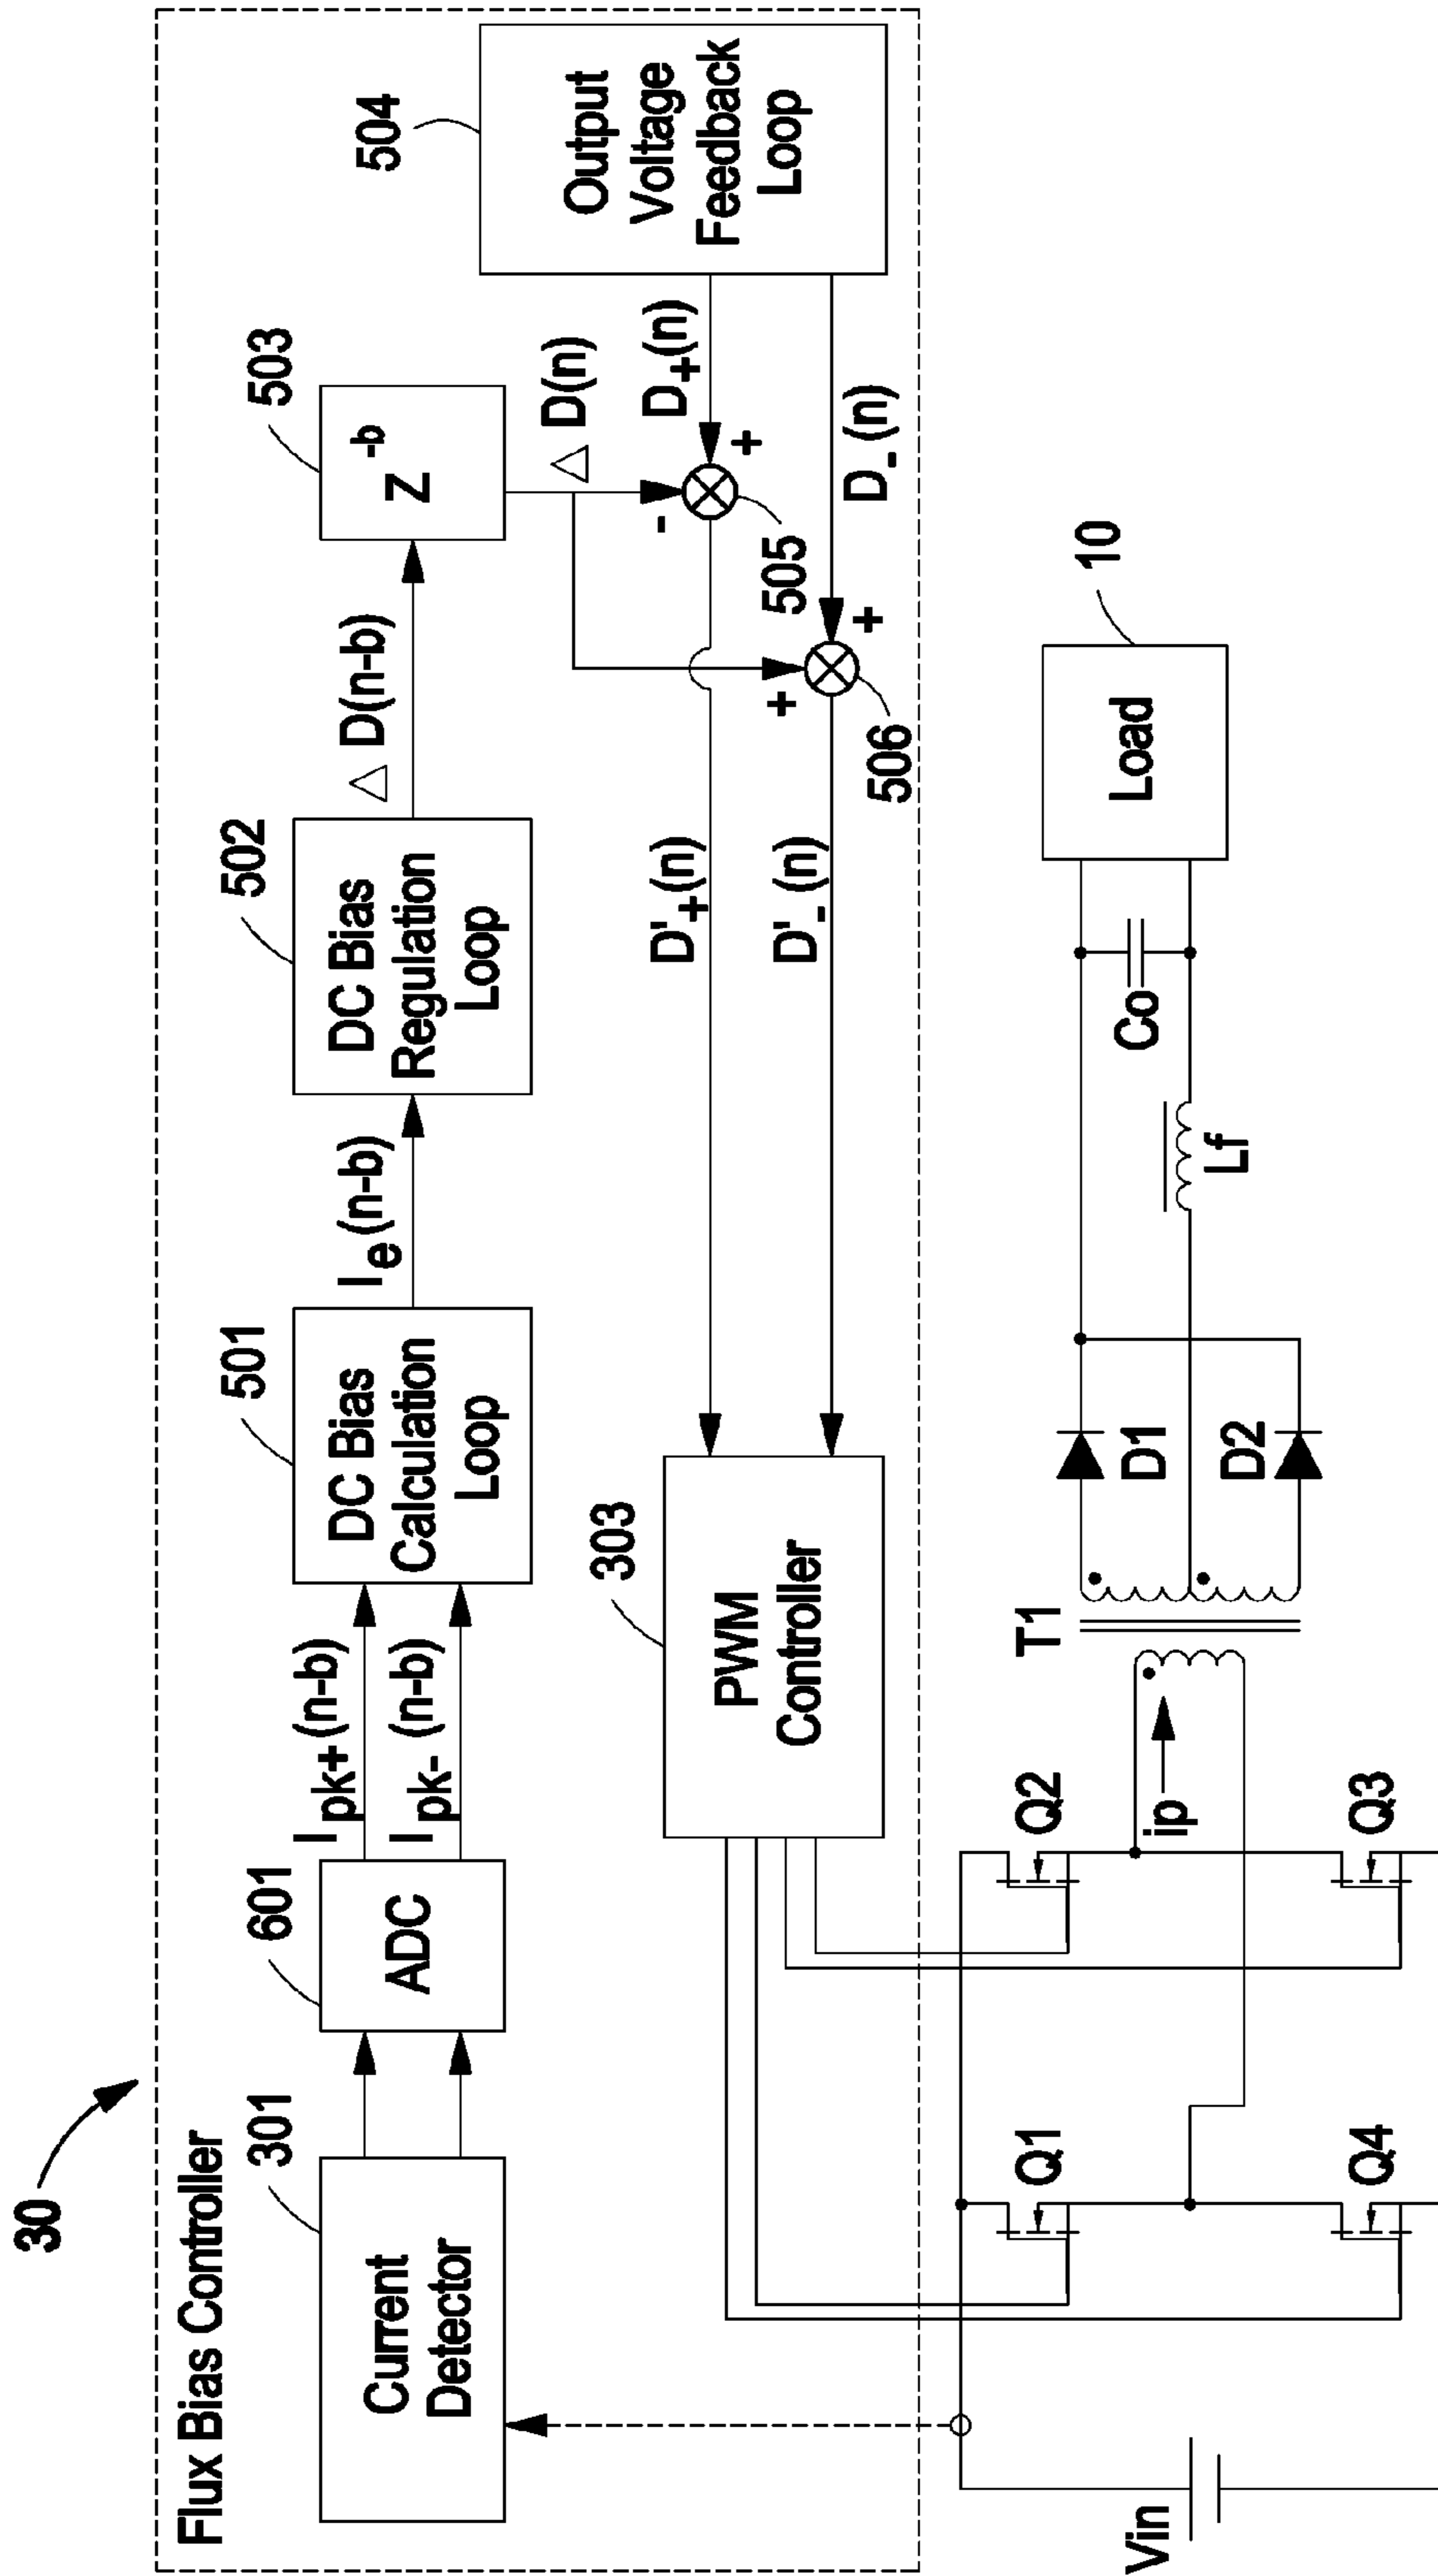 30
Flux Bias Controller
301
Current
Detector
601
ADC
Ipk+(n-b)
Ipk-(n-b)
501
DC Bias
Calculation
Loop
Ie(n-b)
502
DC Bias
Regulation
Loop
△D(n-b)
503
Z-b
△D(n)
504
Output
Voltage
Feedback
Loop
D+(n)
D-(n)
-
+
505
+
+
506
D'+(n)
D'-(n)
303
PWM
Controller
Vin
Q1
Q4
Q2
Q3
ip
T1
D1
D2
Lf
Co
Load
10